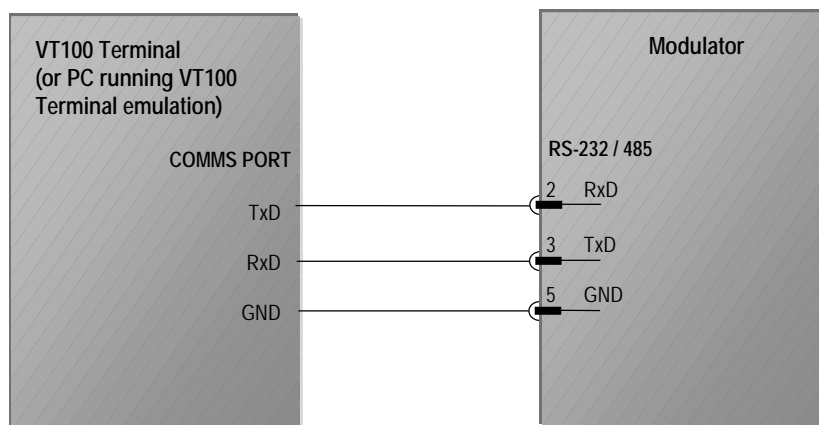 VT100 Terminal
(or PC running VT100
Terminal emulation)
COMMS PORT
TxD
RxD
GND
Modulator
RS-232 / 485
2 RxD
3 TxD
5 GND